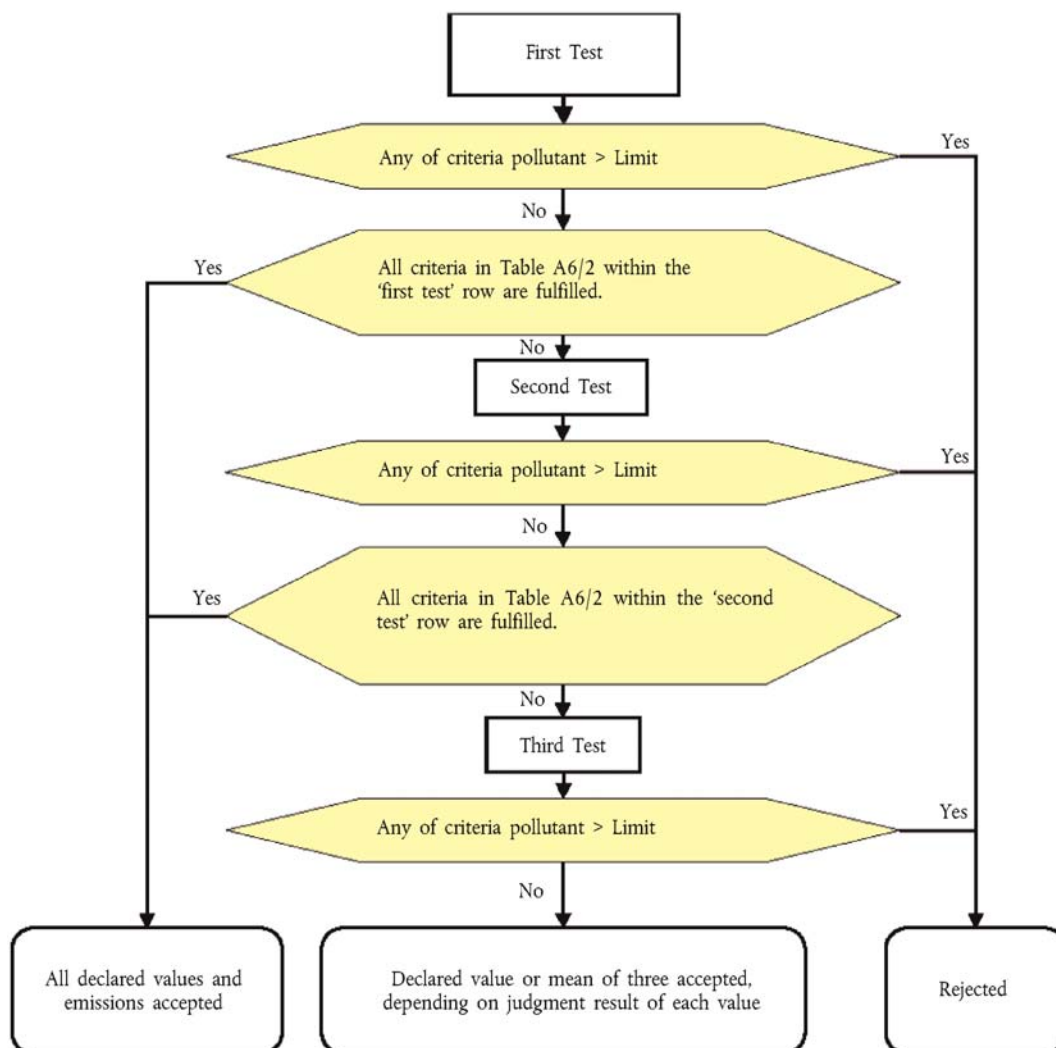 First Test
Any of criteria pollutant > Limit
Yes
No
Yes
All criteria in Table A6/2 within the
‘first test’ row are fulfilled.
No
Second Test
Any of criteria pollutant > Limit
Yes
No
Yes
All criteria in Table A6/2 within the ‘second
test’ row are fulfilled.
No
Third Test
Any of criteria pollutant > Limit
Yes
No
All declared values and
emissions accepted
Declared value or mean of three accepted,
depending on judgment result of each value
Rejected